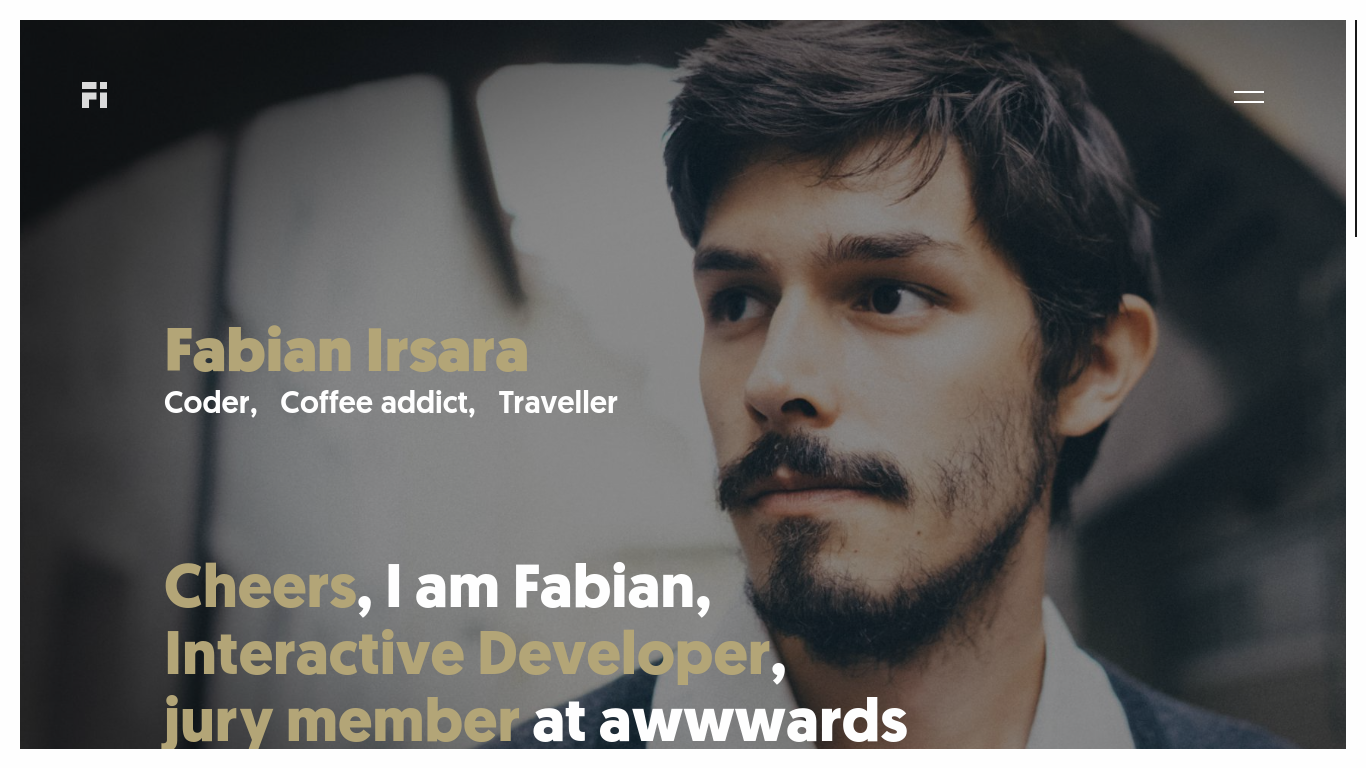 Fi
Fabian Irsara
Coder, Coffee addict, Traveller
Cheers, I am Fabian,
Interactive Developer,
jury member at awwwards